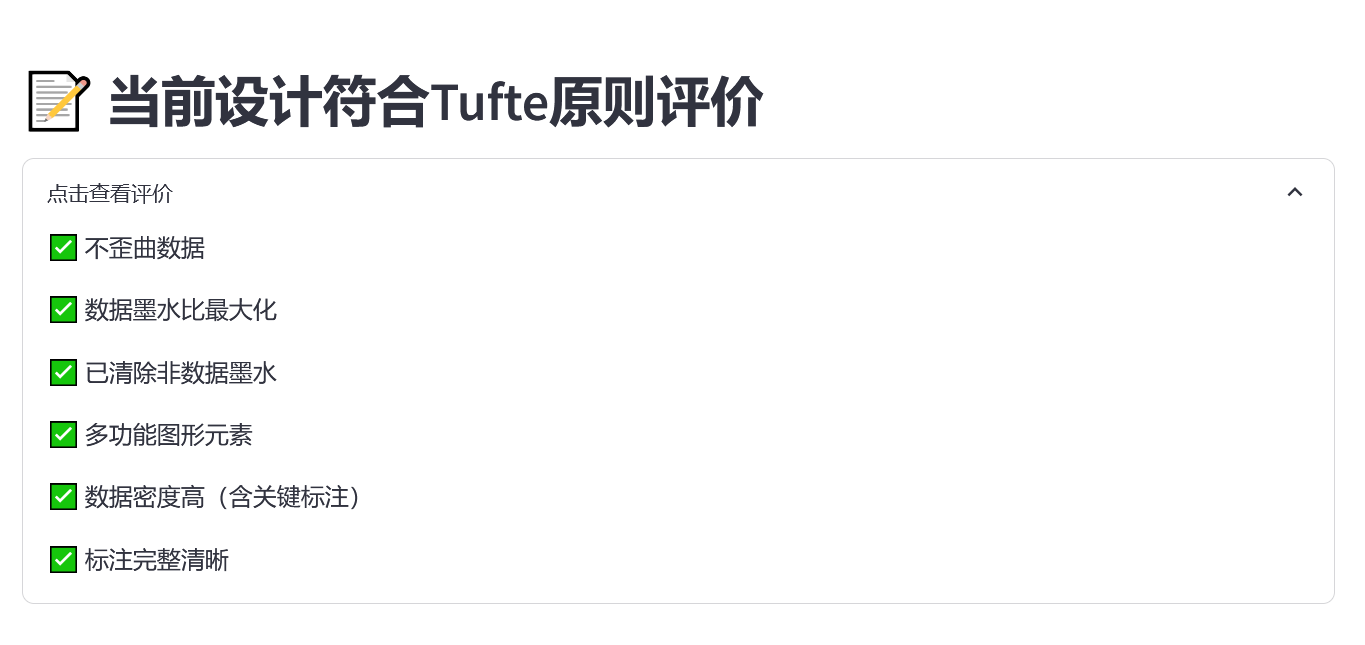 当前设计符合Tufte原则评价
点击查看评价
不歪曲数据
数据墨水比最大化
已清除非数据墨水
多功能图形元素
数据密度高（含关键标注）
标注完整清晰